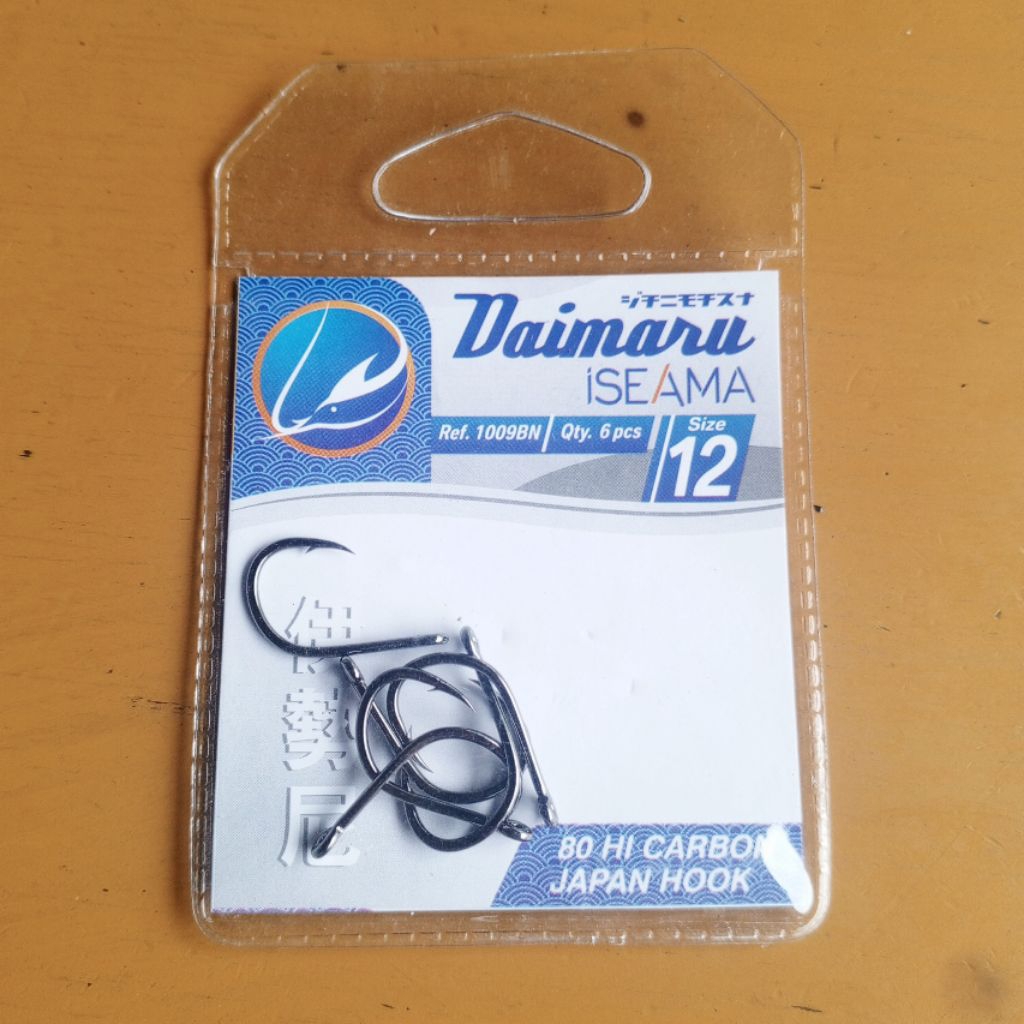 ジチニモチスナ
Daimaru
iSEAMA
Ref. 1009BN Qty. 6 pcs Size
12
伊
勢
尼
80 HI CARBON
JAPAN HOOK